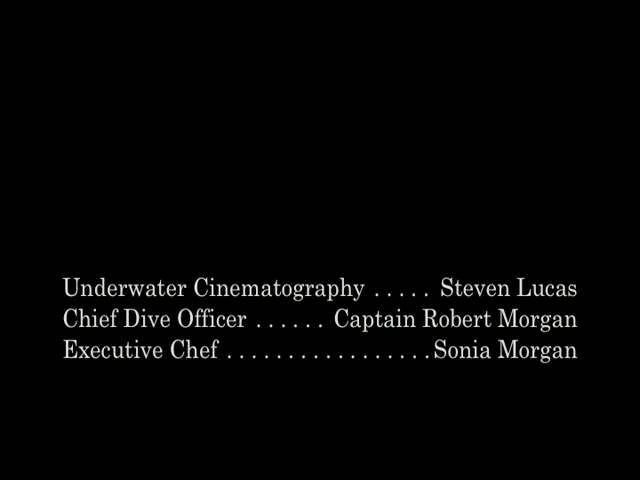 Underwater Cinematography . . . . . Steven Lucas
Chief Dive Officer . . . . . . Captain Robert Morgan
Executive Chef . . . . . . . . . . . . . . . . . Sonia Morgan